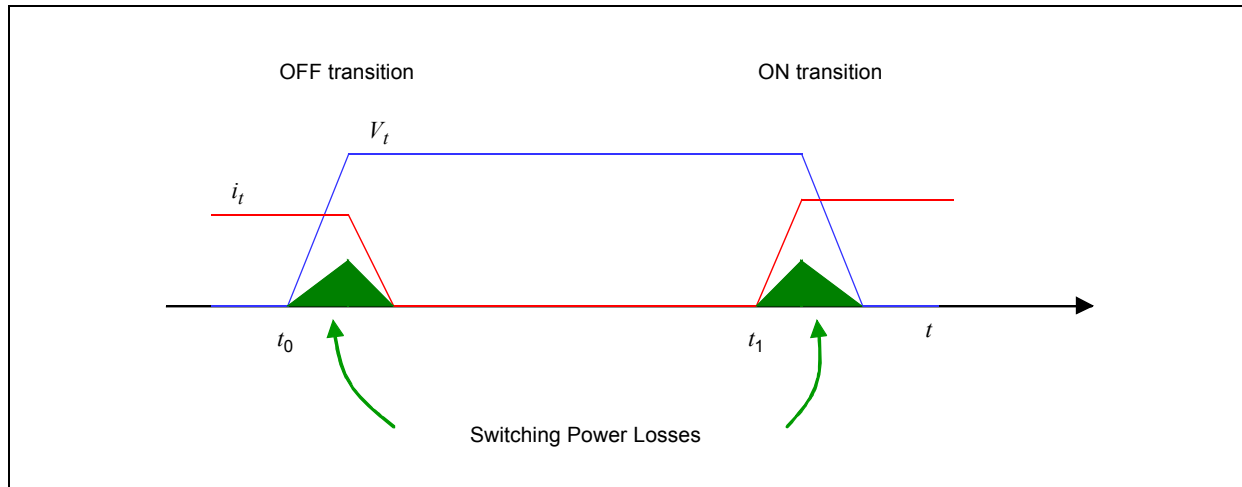 OFF transition
ON transition
V_t
i_t
t_0
t_1
t
Switching Power Losses